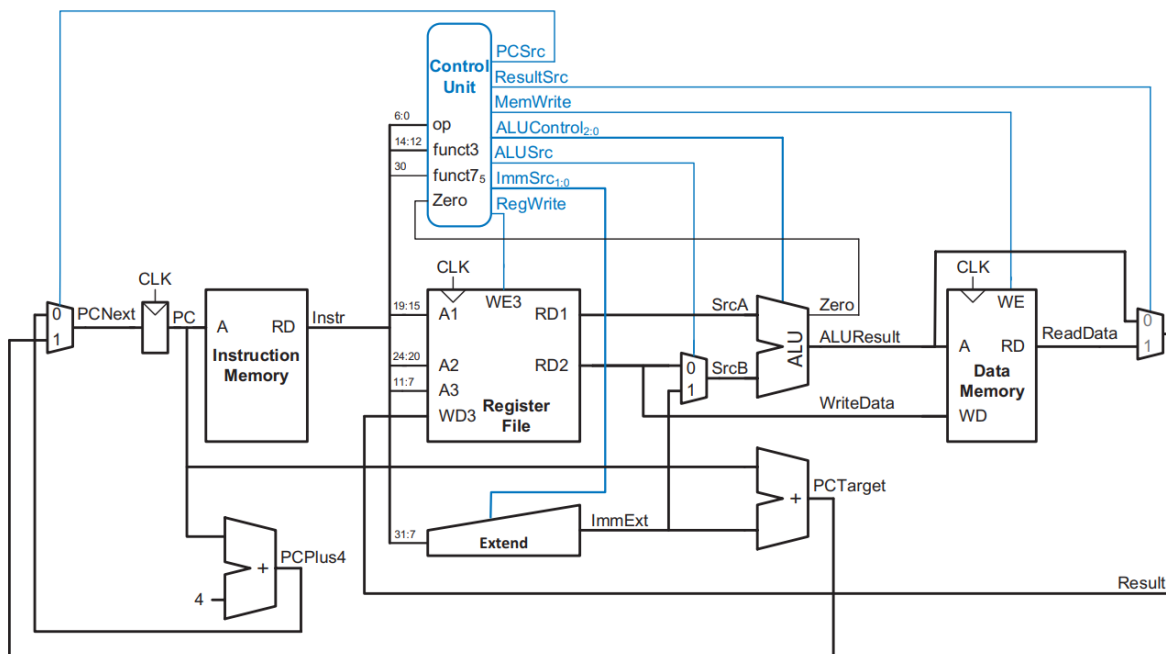 PCSrc
Control
Unit
ResultSrc
MemWrite
6:0
op
ALUControl2:0
14:12
funct3
ALUSrc
30
funct75
ImmSrc1:0
Zero
RegWrite
CLK
CLK
CLK
0
1
PCNext
PC
A
RD
Instruction
Memory
Instr
19:15
A1
WE3
RD1
SrcA
Zero
WE
24:20
A2
RD2
0
1
SrcB
ALU
ALUResult
A
RD
ReadData
0
1
11:7
A3
Register
File
WD3
WriteData
Data
Memory
WD
PCTarget
+
31:7
Extend
ImmExt
PCPlus4
+
4
Result